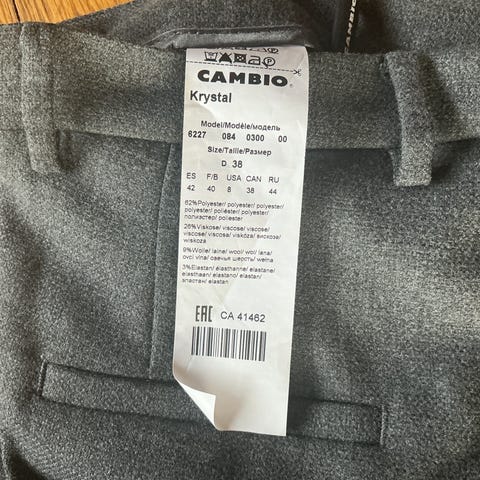 CAMBIO
CAMBIO
Krystal
Model/Modèle/модель
6227 084 0300 00
Size/Taille/Размер
D 38
ES F/B USA CAN RU
42 40 8 38 44
62%Polyester/ polyester/ polyester/
polyester/ poliéster/ polyester/
полиэстер/ poliester
26%Viskose/ viscose/ viscose/
viscose/ viscosa/ viskóza/ вискоза/
wiskoza
9%Wolle/ laine/ wool/ wol/ lana/
ovcí vlna/ овечья шерсть/ wełna
3%Elastan/ élasthanne/ elastane/
elasthaan/ elastano/ elastan/
эластан/ elastan
EAC CA 41462